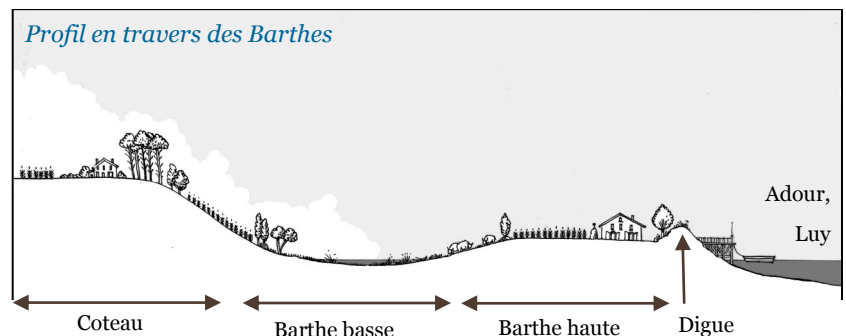 Profil en travers des Barthes
Adour,
Luy
Coteau
Barthe basse
Barthe haute
Digue